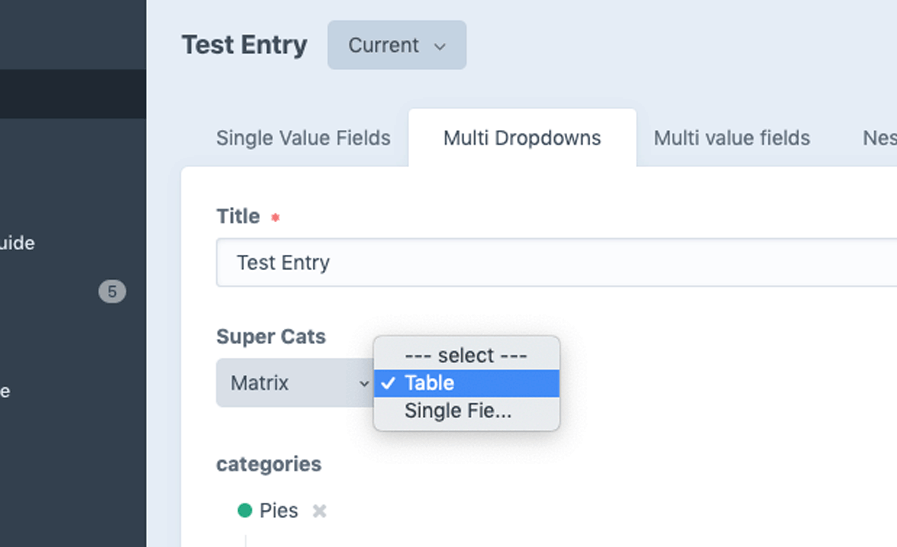 Test Entry
Current
Single Value Fields
Multi Dropdowns
Multi value fields
Nes
Title *
uide
Test Entry
5
Super Cats
--- select ---
Matrix
✓ Table
e
Single Fie...
categories
Pies ×